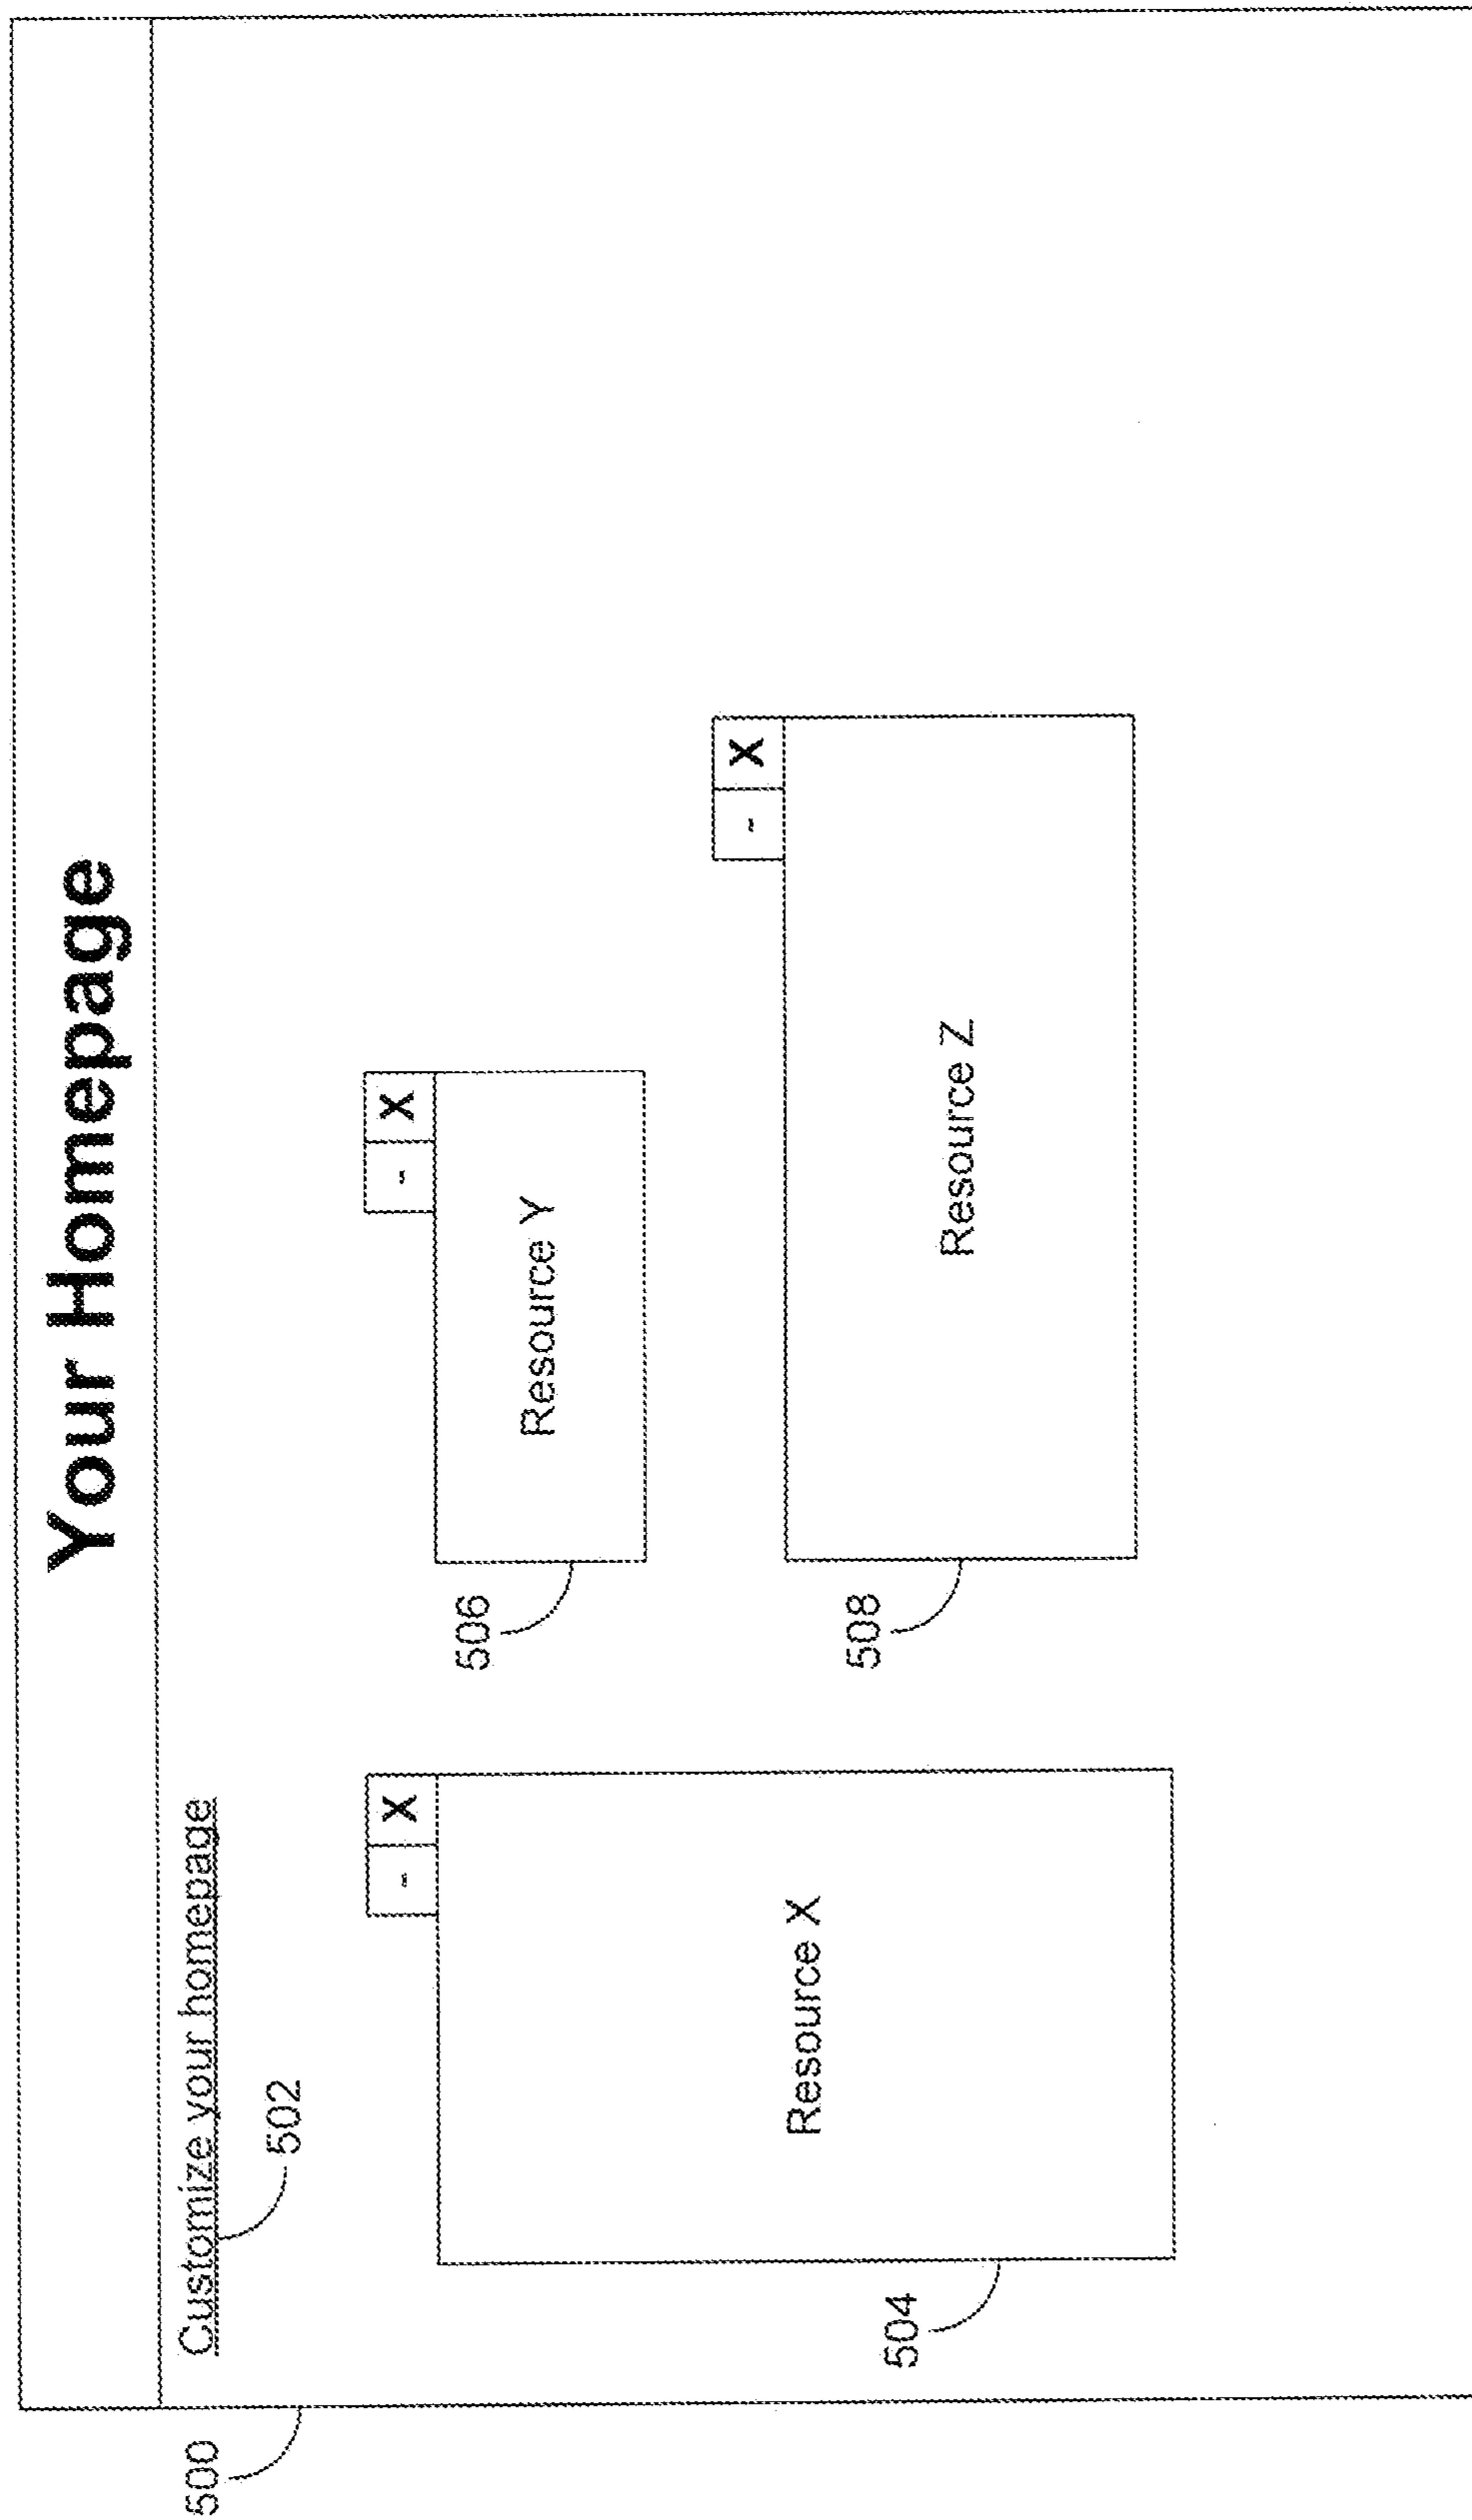 Your Homepage
500
Customize your homepage
502
- X
504
Resource X
- X
506
Resource Y
- X
508
Resource Z